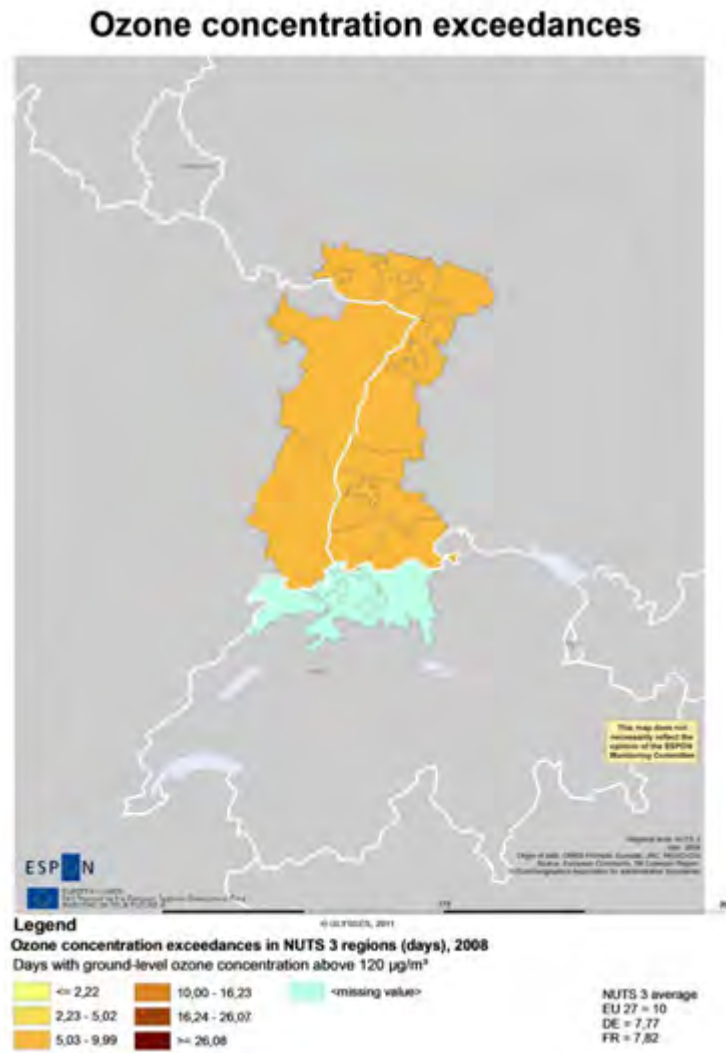 Ozone concentration exceedances
This map does not
necessarily reflect the
opinion of the ESPON
Monitoring Committee
ESPON
© ULYSSES, 2011
Legend
Ozone concentration exceedances in NUTS 3 regions (days), 2008
Days with ground-level ozone concentration above 120 µg/m³
<= 2,22
2,23 - 5,02
5,03 - 9,99
10,00 - 16,23
16,24 - 26,07
>= 26,08
<missing value>
NUTS 3 average
EU 27 = 10
DE = 7,77
FR = 7,82